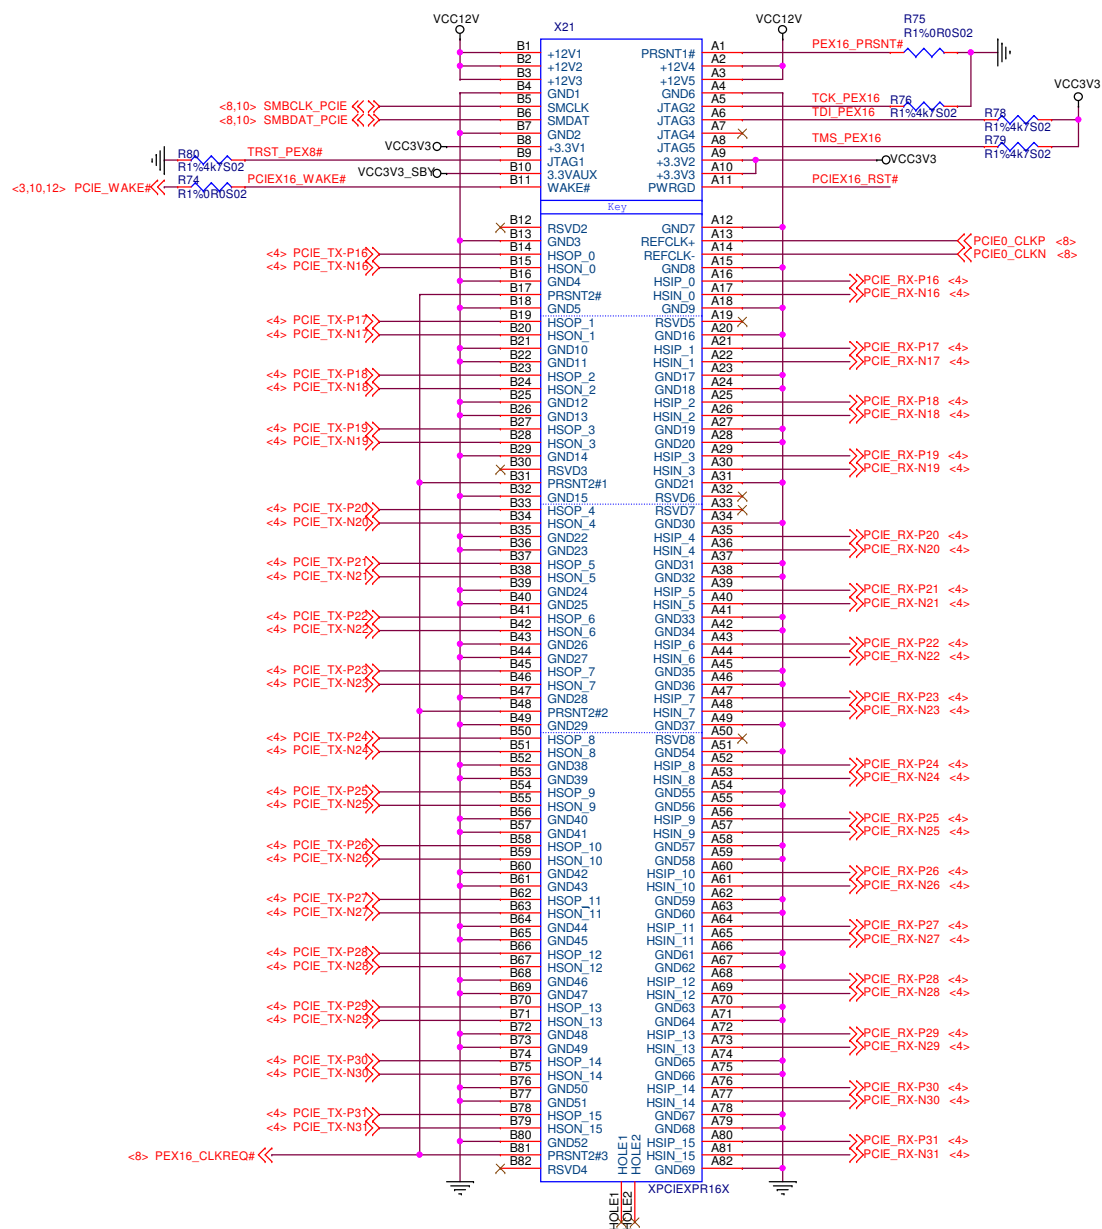 VCC12V VCC12V
X21 R75
R1%0R0S02
B1 +12V1 PRSNT1# A1 PEX16_PRSNT#
B2 +12V2 +12V4 A2
B3 +12V3 +12V5 A3
VCC3V3
B4 GND1 GND6 A4
<8,10> SMBCLK_PCIE B5 SMCLK JTAG2 A5 TCK_PEX16 R76
R1%4k7S02
<8,10> SMBDAT_PCIE B6 SMDAT JTAG3 A6 TDI_PEX16 R78
R1%4k7S02
B7 GND2 JTAG4 A7
VCC3V3 B8 +3.3V1 JTAG5 A8 TMS_PEX16 R79
R1%4k7S02
R80 TRST_PEX8# B9 JTAG1 +3.3V2 A9 VCC3V3
R1%4k7S02
VCC3V3_SBY B10 3.3VAUX +3.3V3 A10
<3,10,12> PCIE_WAKE# R74 PCIEX16_WAKE# B11 WAKE# PWRGD A11 PCIEX16_RST#
R1%0R0S02
Key
B12 RSVD2 GND7 A12
B13 GND3 REFCLK+ A13 PCIE0_CLKP <8>
<4> PCIE_TX-P16 B14 HSOP_0 REFCLK- A14 PCIE0_CLKN <8>
<4> PCIE_TX-N16 B15 HSON_0 GND8 A15
B16 GND4 HSIP_0 A16 PCIE_RX-P16 <4>
B17 PRSNT2# HSIN_0 A17 PCIE_RX-N16 <4>
B18 GND5 GND9 A18
<4> PCIE_TX-P17 B19 HSOP_1 RSVD5 A19
<4> PCIE_TX-N17 B20 HSON_1 GND16 A20
B21 GND10 HSIP_1 A21 PCIE_RX-P17 <4>
B22 GND11 HSIN_1 A22 PCIE_RX-N17 <4>
<4> PCIE_TX-P18 B23 HSOP_2 GND17 A23
<4> PCIE_TX-N18 B24 HSON_2 GND18 A24
B25 GND12 HSIP_2 A25 PCIE_RX-P18 <4>
B26 GND13 HSIN_2 A26 PCIE_RX-N18 <4>
<4> PCIE_TX-P19 B27 HSOP_3 GND19 A27
<4> PCIE_TX-N19 B28 HSON_3 GND20 A28
B29 GND14 HSIP_3 A29 PCIE_RX-P19 <4>
B30 RSVD3 HSIN_3 A30 PCIE_RX-N19 <4>
B31 PRSNT2#1 GND21 A31
B32 GND15 RSVD6 A32
<4> PCIE_TX-P20 B33 HSOP_4 RSVD7 A33
<4> PCIE_TX-N20 B34 HSON_4 GND30 A34
B35 GND22 HSIP_4 A35 PCIE_RX-P20 <4>
B36 GND23 HSIN_4 A36 PCIE_RX-N20 <4>
<4> PCIE_TX-P21 B37 HSOP_5 GND31 A37
<4> PCIE_TX-N21 B38 HSON_5 GND32 A38
B39 GND24 HSIP_5 A39 PCIE_RX-P21 <4>
B40 GND25 HSIN_5 A40 PCIE_RX-N21 <4>
<4> PCIE_TX-P22 B41 HSOP_6 GND33 A41
<4> PCIE_TX-N22 B42 HSON_6 GND34 A42
B43 GND26 HSIP_6 A43 PCIE_RX-P22 <4>
B44 GND27 HSIN_6 A44 PCIE_RX-N22 <4>
<4> PCIE_TX-P23 B45 HSOP_7 GND35 A45
<4> PCIE_TX-N23 B46 HSON_7 GND36 A46
B47 GND28 HSIP_7 A47 PCIE_RX-P23 <4>
B48 PRSNT2#2 HSIN_7 A48 PCIE_RX-N23 <4>
B49 GND29 GND37 A49
<4> PCIE_TX-P24 B50 HSOP_8 RSVD8 A50
<4> PCIE_TX-N24 B51 HSON_8 GND54 A51
B52 GND38 HSIP_8 A52 PCIE_RX-P24 <4>
B53 GND39 HSIN_8 A53 PCIE_RX-N24 <4>
<4> PCIE_TX-P25 B54 HSOP_9 GND55 A54
<4> PCIE_TX-N25 B55 HSON_9 GND56 A55
B56 GND40 HSIP_9 A56 PCIE_RX-P25 <4>
B57 GND41 HSIN_9 A57 PCIE_RX-N25 <4>
<4> PCIE_TX-P26 B58 HSOP_10 GND57 A58
<4> PCIE_TX-N26 B59 HSON_10 GND58 A59
B60 GND42 HSIP_10 A60 PCIE_RX-P26 <4>
B61 GND43 HSIN_10 A61 PCIE_RX-N26 <4>
<4> PCIE_TX-P27 B62 HSOP_11 GND59 A62
<4> PCIE_TX-N27 B63 HSON_11 GND60 A63
B64 GND44 HSIP_11 A64 PCIE_RX-P27 <4>
B65 GND45 HSIN_11 A65 PCIE_RX-N27 <4>
<4> PCIE_TX-P28 B66 HSOP_12 GND61 A66
<4> PCIE_TX-N28 B67 HSON_12 GND62 A67
B68 GND46 HSIP_12 A68 PCIE_RX-P28 <4>
B69 GND47 HSIN_12 A69 PCIE_RX-N28 <4>
<4> PCIE_TX-P29 B70 HSOP_13 GND63 A70
<4> PCIE_TX-N29 B71 HSON_13 GND64 A71
B72 GND48 HSIP_13 A72 PCIE_RX-P29 <4>
B73 GND49 HSIN_13 A73 PCIE_RX-N29 <4>
<4> PCIE_TX-P30 B74 HSOP_14 GND65 A74
<4> PCIE_TX-N30 B75 HSON_14 GND66 A75
B76 GND50 HSIP_14 A76 PCIE_RX-P30 <4>
B77 GND51 HSIN_14 A77 PCIE_RX-N30 <4>
<4> PCIE_TX-P31 B78 HSOP_15 GND67 A78
<4> PCIE_TX-N31 B79 HSON_15 GND68 A79
B80 GND52 HSIP_15 A80 PCIE_RX-P31 <4>
<8> PEX16_CLKREQ# B81 PRSNT2#3 HSIN_15 A81 PCIE_RX-N31 <4>
B82 RSVD4 GND69 A82
HOLE1
HOLE2
XPCIEXPR16X
HOLE1
HOLE2